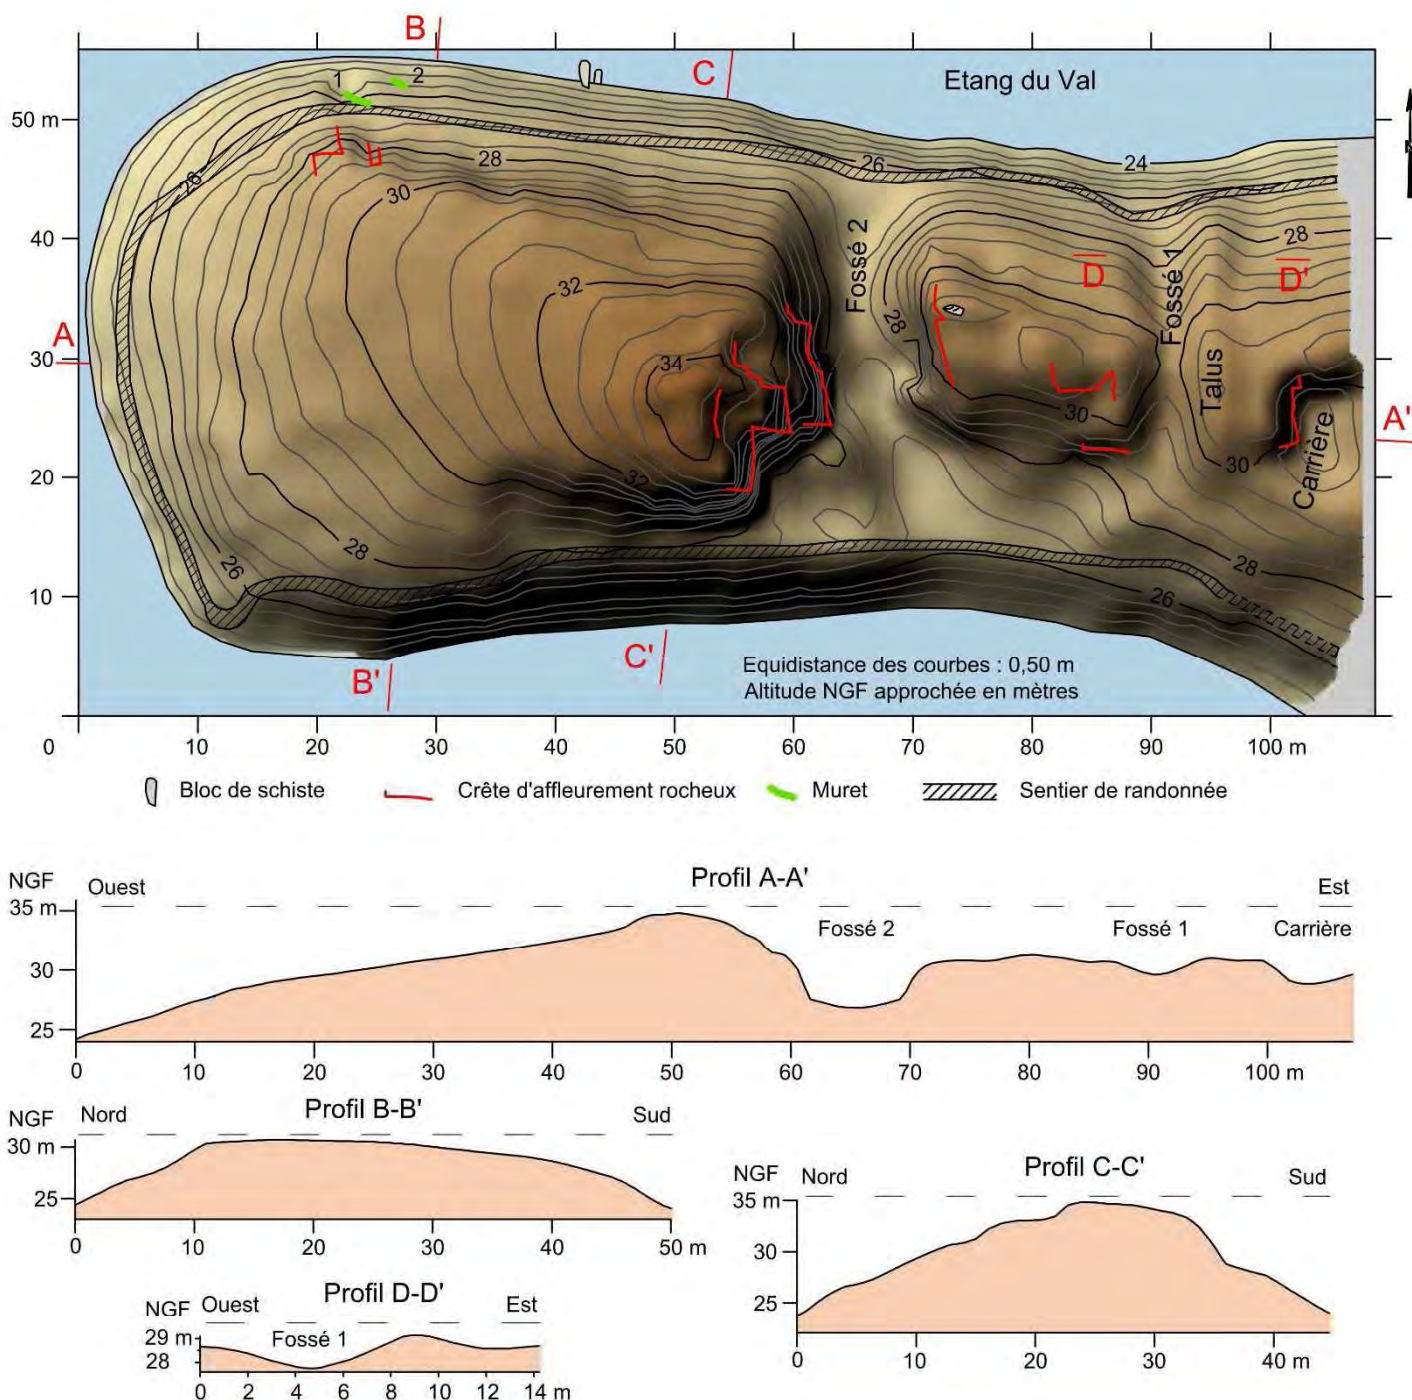 B
C
Etang du Val
1
2
50 m
26
28
26
24
30
40
Fossé 2
D
Fossé 1
28
D'
32
28
A
30
34
Talus
A'
30
30
Carrière
20
32
28
28
26
26
10
C'
B'
Equidistance des courbes : 0,50 m
Altitude NGF approchée en mètres
0 10 20 30 40 50 60 70 80 90 100 m
Bloc de schiste Crête d'affleurement rocheux Muret Sentier de randonnée
Profil A-A'
NGF Ouest Est
35 m
Fossé 2 Fossé 1 Carrière
30
25
0 10 20 30 40 50 60 70 80 90 100 m
Profil B-B'
NGF Nord Sud
30 m
25
0 10 20 30 40 50 m
Profil C-C'
NGF Nord Sud
35 m
30
25
0 10 20 30 40 m
Profil D-D'
NGF Ouest Est
29 m Fossé 1
28
0 2 4 6 8 10 12 14 m